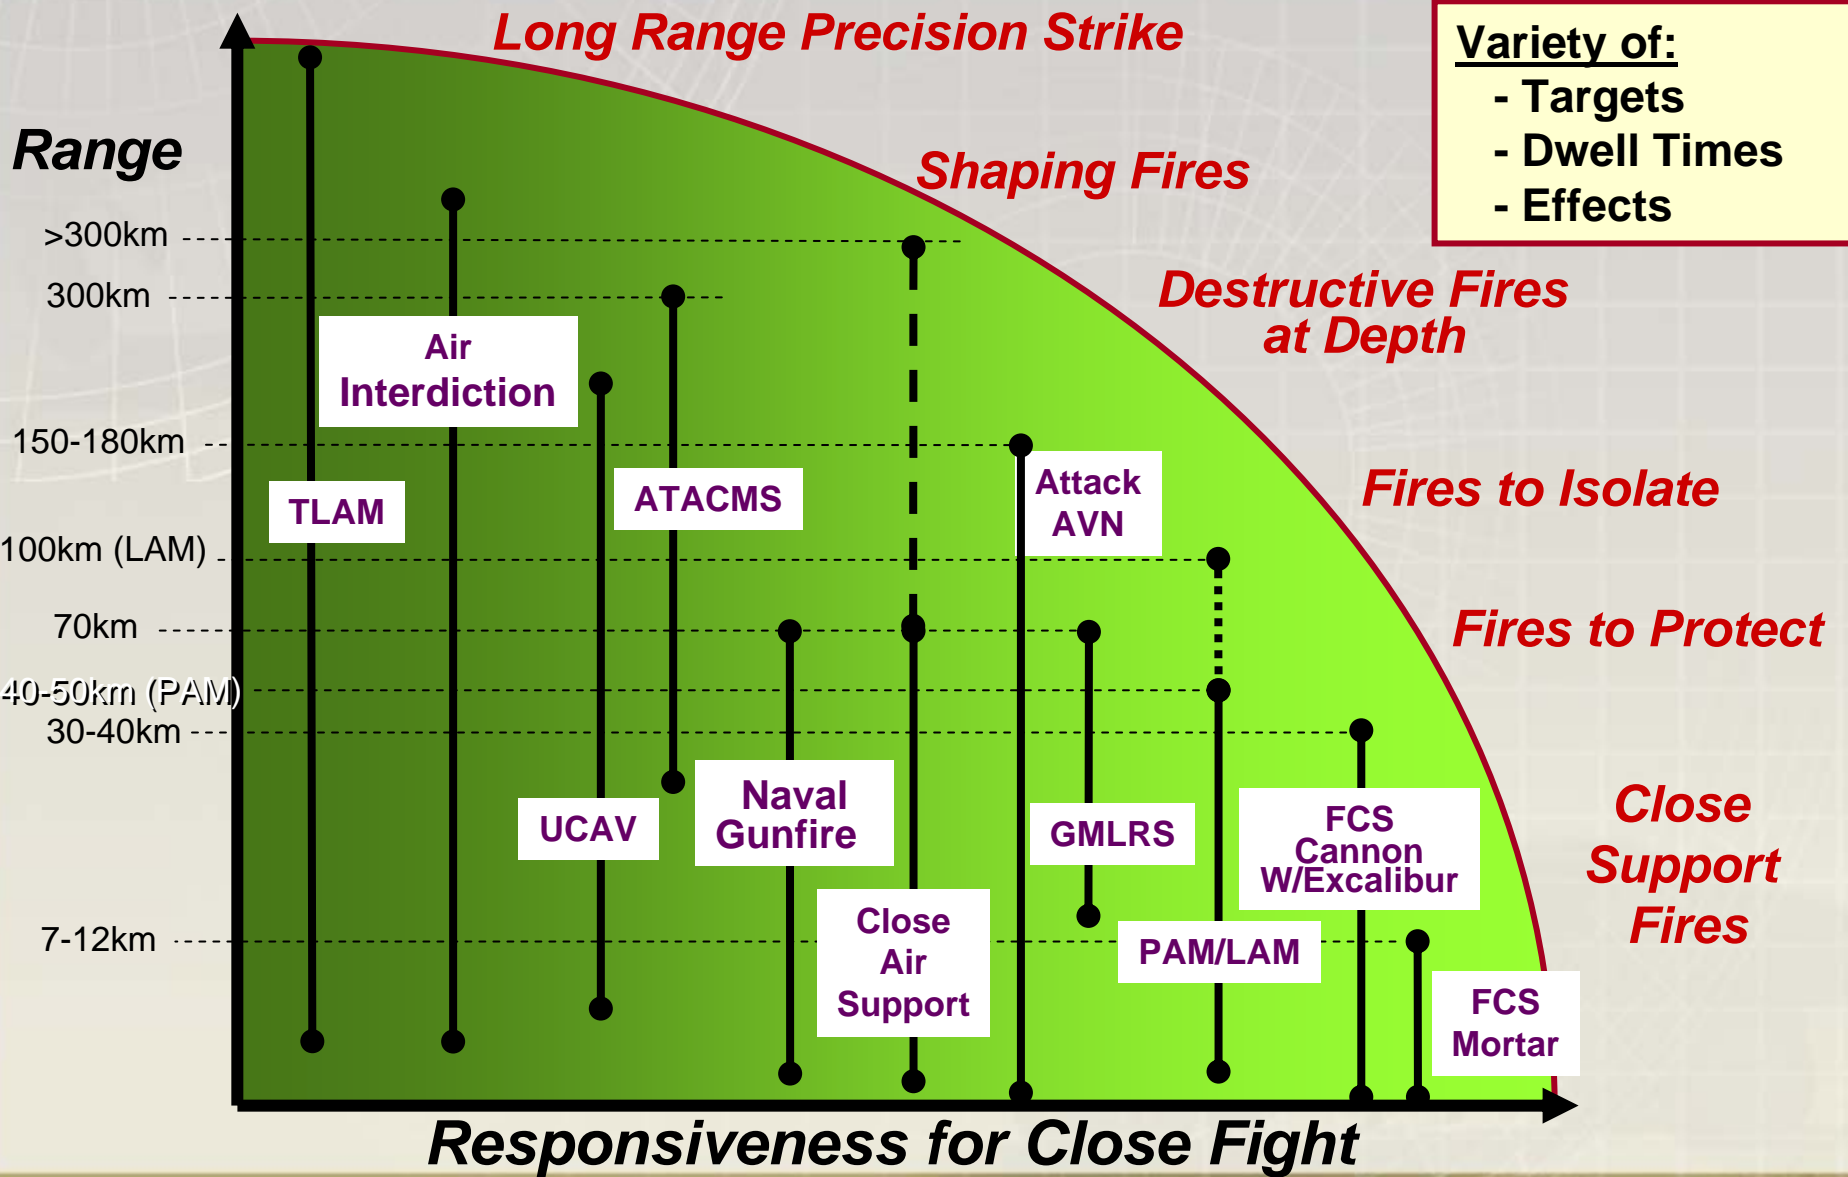 Long Range Precision Strike
Variety of:
- Targets
- Dwell Times
- Effects
Range
Shaping Fires
>300km
300km
Destructive Fires
at Depth
Air
Interdiction
150-180km
TLAM
ATACMS
Attack
AVN
Fires to Isolate
100km (LAM)
70km
Fires to Protect
40-50km (PAM)
30-40km
UCAV
Naval
Gunfire
GMLRS
FCS
Cannon
W/Excalibur
Close
Support
Fires
7-12km
Close
Air
Support
PAM/LAM
FCS
Mortar
Responsiveness for Close Fight